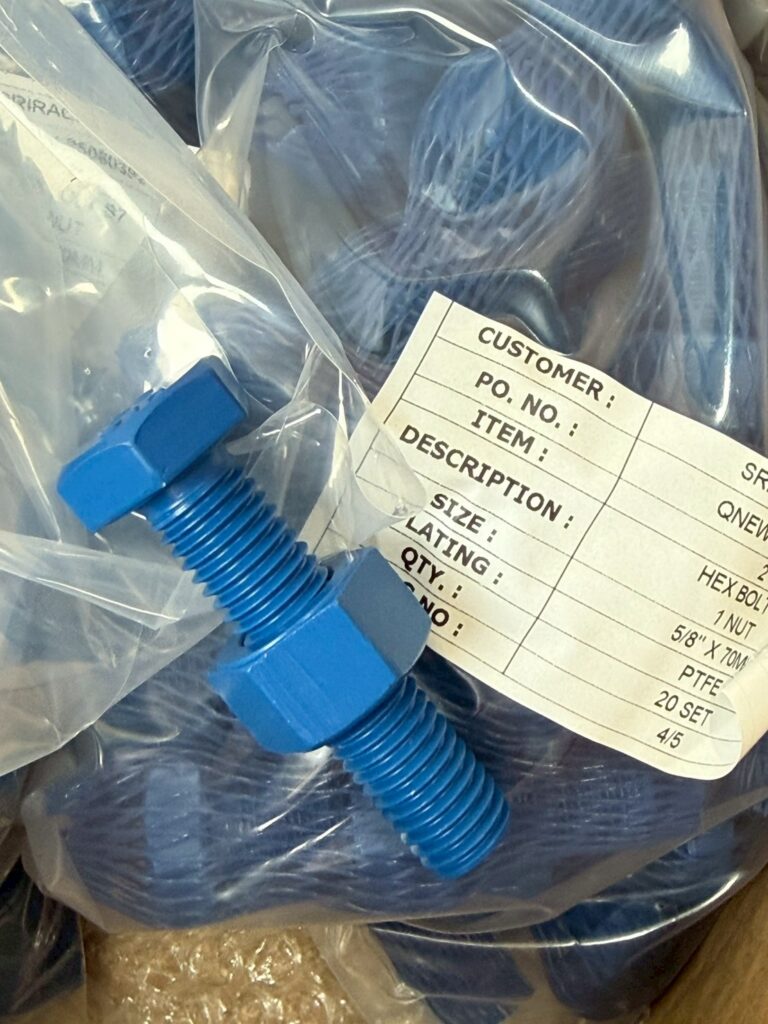 CUSTOMER :
SR
PO. NO. :
QNEW
ITEM :
2
DESCRIPTION :
HEX BOLT
1 NUT
SIZE :
5/8" X 70M
LATING :
PTFE
QTY. :
20 SET
NO :
4/5
NUT